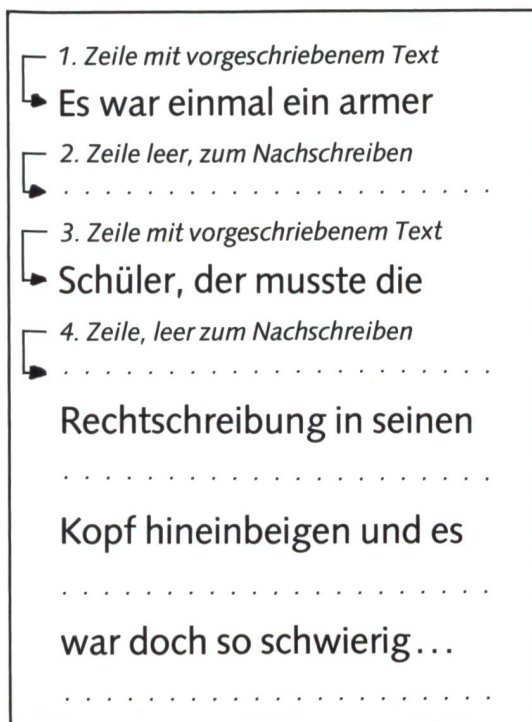 1. Zeile mit vorgeschriebenem Text
Es war einmal ein armer
2. Zeile leer, zum Nachschreiben
. . . . . . . . . . . . . . . . . . . . .
3. Zeile mit vorgeschriebenem Text
Schüler, der musste die
4. Zeile, leer zum Nachschreiben
. . . . . . . . . . . . . . . . . . . . .
Rechtschreibung in seinen
. . . . . . . . . . . . . . . . . . . . .
Kopf hineinbeigen und es
. . . . . . . . . . . . . . . . . . . . .
war doch so schwierig...
. . . . . . . . . . . . . . . . . . . . .